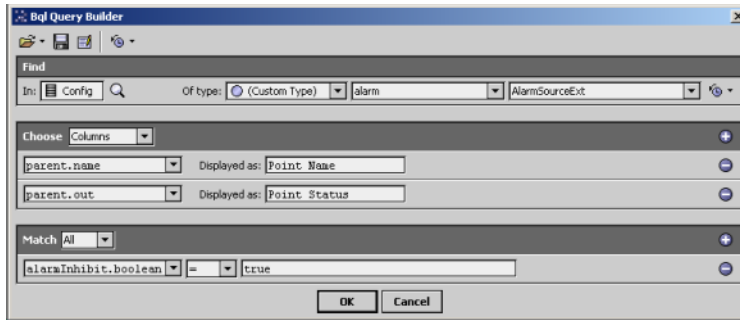 Bql Query Builder
Find
In: Config Of type: (Custom Type) alarm AlarmSourceExt
Choose Columns
parent.name Displayed as: Point Name
parent.out Displayed as: Point Status
Match All
alarmInhibit.boolean = true
OK Cancel